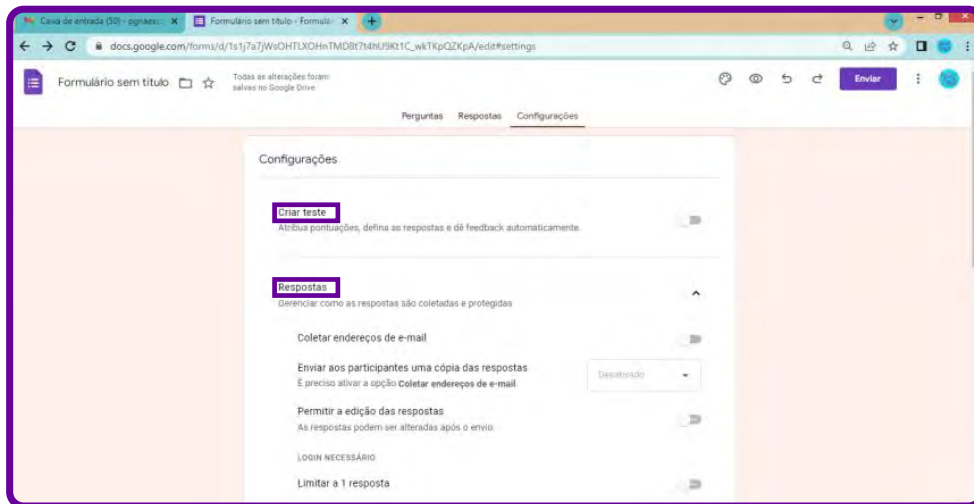 Caixa de entrada (50) - pgnaesc
Formulário sem título - Formulár
docs.google.com/forms/d/
/edit#settings
Formulário sem título
Todas as alterações foram
salvas no Google Drive
Enviar
Perguntas Respostas Configurações
Configurações
Criar teste
Atribua pontuações, defina as respostas e dê feedback automaticamente.
Respostas
Gerenciar como as respostas são coletadas e protegidas
Coletar endereços de e-mail
Enviar aos participantes uma cópia das respostas
É preciso ativar a opção Coletar endereços de e-mail.
Desativado
Permitir a edição das respostas
As respostas podem ser alteradas após o envio.
LOGIN NECESSÁRIO
Limitar a 1 resposta